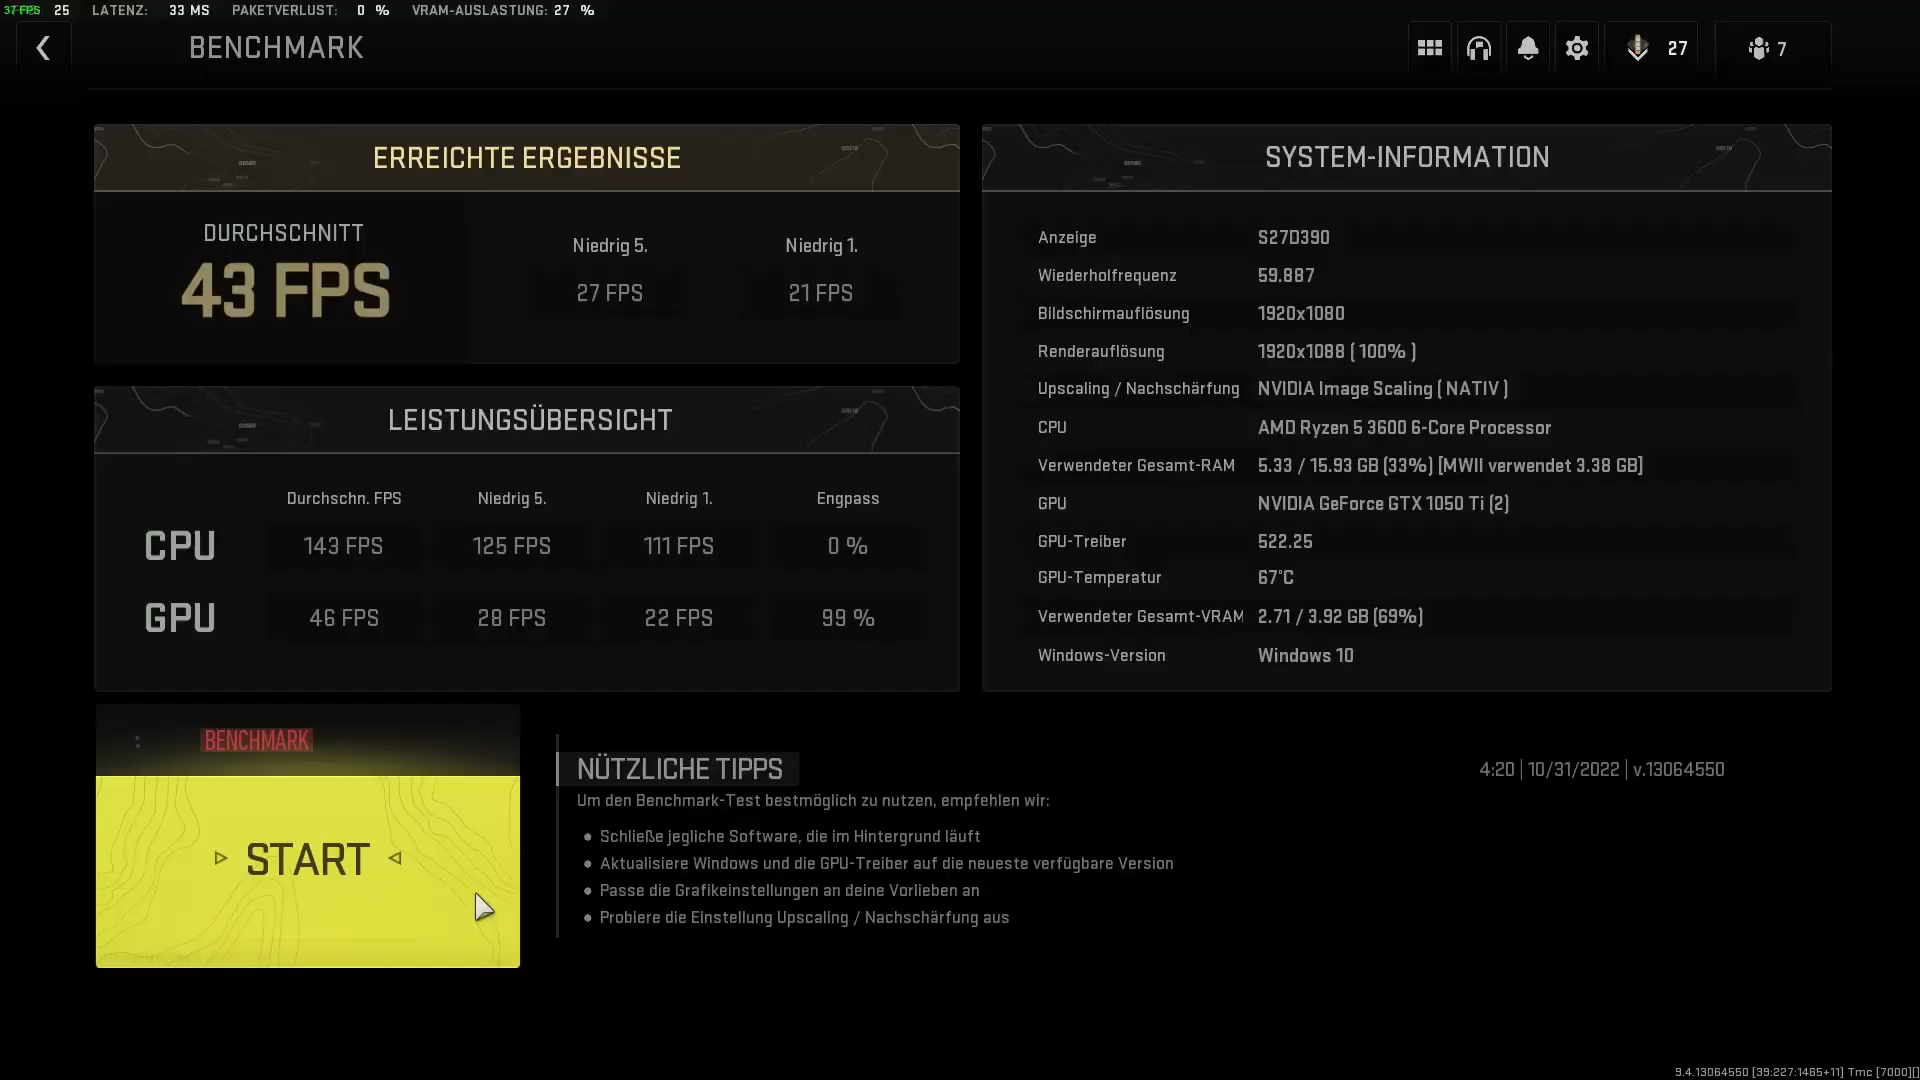 37 FPS 25 LATENZ: 33 MS PAKETVERLUST: 0 % VRAM-AUSLASTUNG: 27 %
BENCHMARK
27
7
ERREICHTE ERGEBNISSE
DURCHSCHNITT
43 FPS
Niedrig 5.
27 FPS
Niedrig 1.
21 FPS
LEISTUNGSÜBERSICHT
Durchschn. FPS Niedrig 5. Niedrig 1. Engpass
CPU 143 FPS 125 FPS 111 FPS 0 %
GPU 46 FPS 28 FPS 22 FPS 99 %
SYSTEM-INFORMATION
Anzeige S27D390
Wiederholfrequenz 59.887
Bildschirmauflösung 1920x1080
Renderauflösung 1920x1088 ( 100% )
Upscaling / Nachschärfung NVIDIA Image Scaling ( NATIV )
CPU AMD Ryzen 5 3600 6-Core Processor
Verwendeter Gesamt-RAM 5.33 / 15.93 GB (33%) [MWII verwendet 3.38 GB]
GPU NVIDIA GeForce GTX 1050 Ti (2)
GPU-Treiber 522.25
GPU-Temperatur 67°C
Verwendeter Gesamt-VRAM 2.71 / 3.92 GB (69%)
Windows-Version Windows 10
BENCHMARK
START
NÜTZLICHE TIPPS
Um den Benchmark-Test bestmöglich zu nutzen, empfehlen wir:
● Schließe jegliche Software, die im Hintergrund läuft
● Aktualisiere Windows und die GPU-Treiber auf die neueste verfügbare Version
● Passe die Grafikeinstellungen an deine Vorlieben an
● Probiere die Einstellung Upscaling / Nachschärfung aus
4:20 | 10/31/2022 | v.13064550
9.4.13064550 [39:227:1465+11] Tmc [7000][]